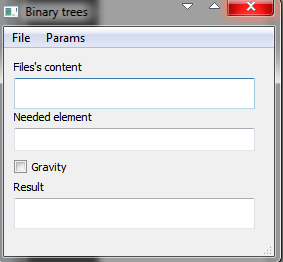 Binary trees
File Params
Files's content
Needed element
Gravity
Result